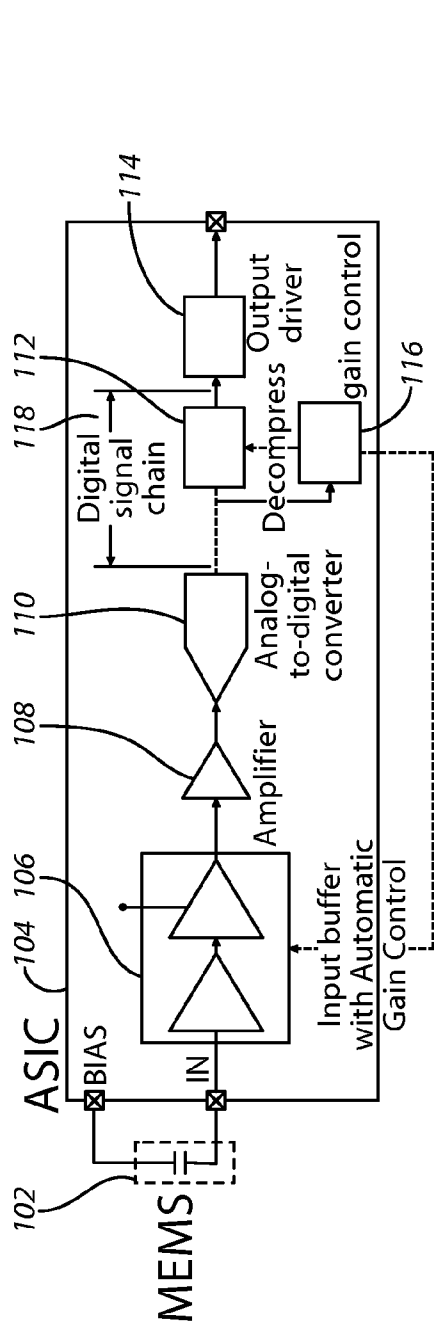 102
MEMS
ASIC
104
BIAS
IN
106
Input buffer
with Automatic
Gain Control
108
Amplifier
110
Analog-
to-digital
converter
118
Digital
signal
chain
112
Decompress
114
Output
driver
gain control
116